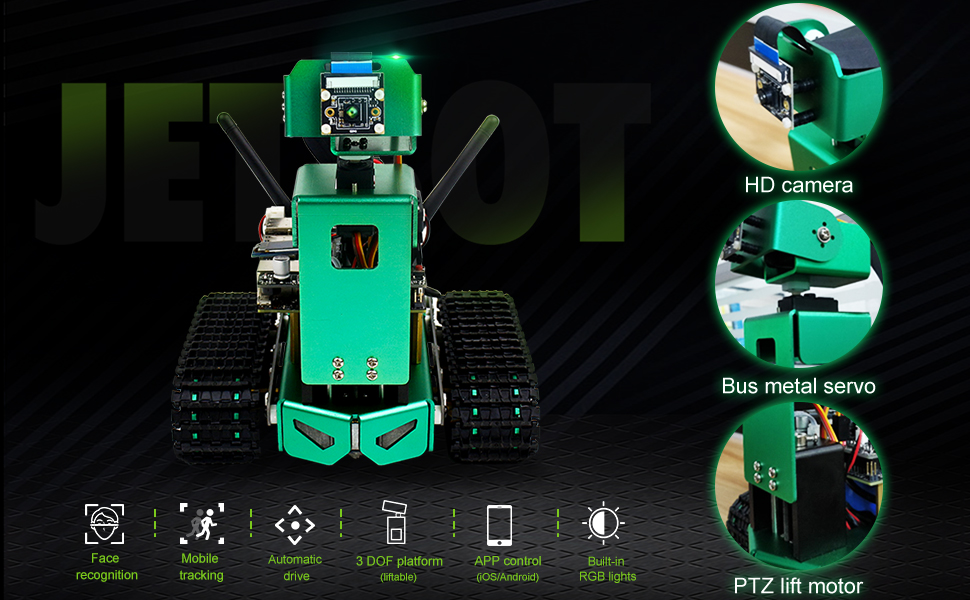 JETBOT
HD camera
Bus metal servo
PTZ lift motor
Face
recognition
Mobile
tracking
Automatic
drive
3 DOF platform
(liftable)
APP control
(iOS/Android)
Built-in
RGB lights